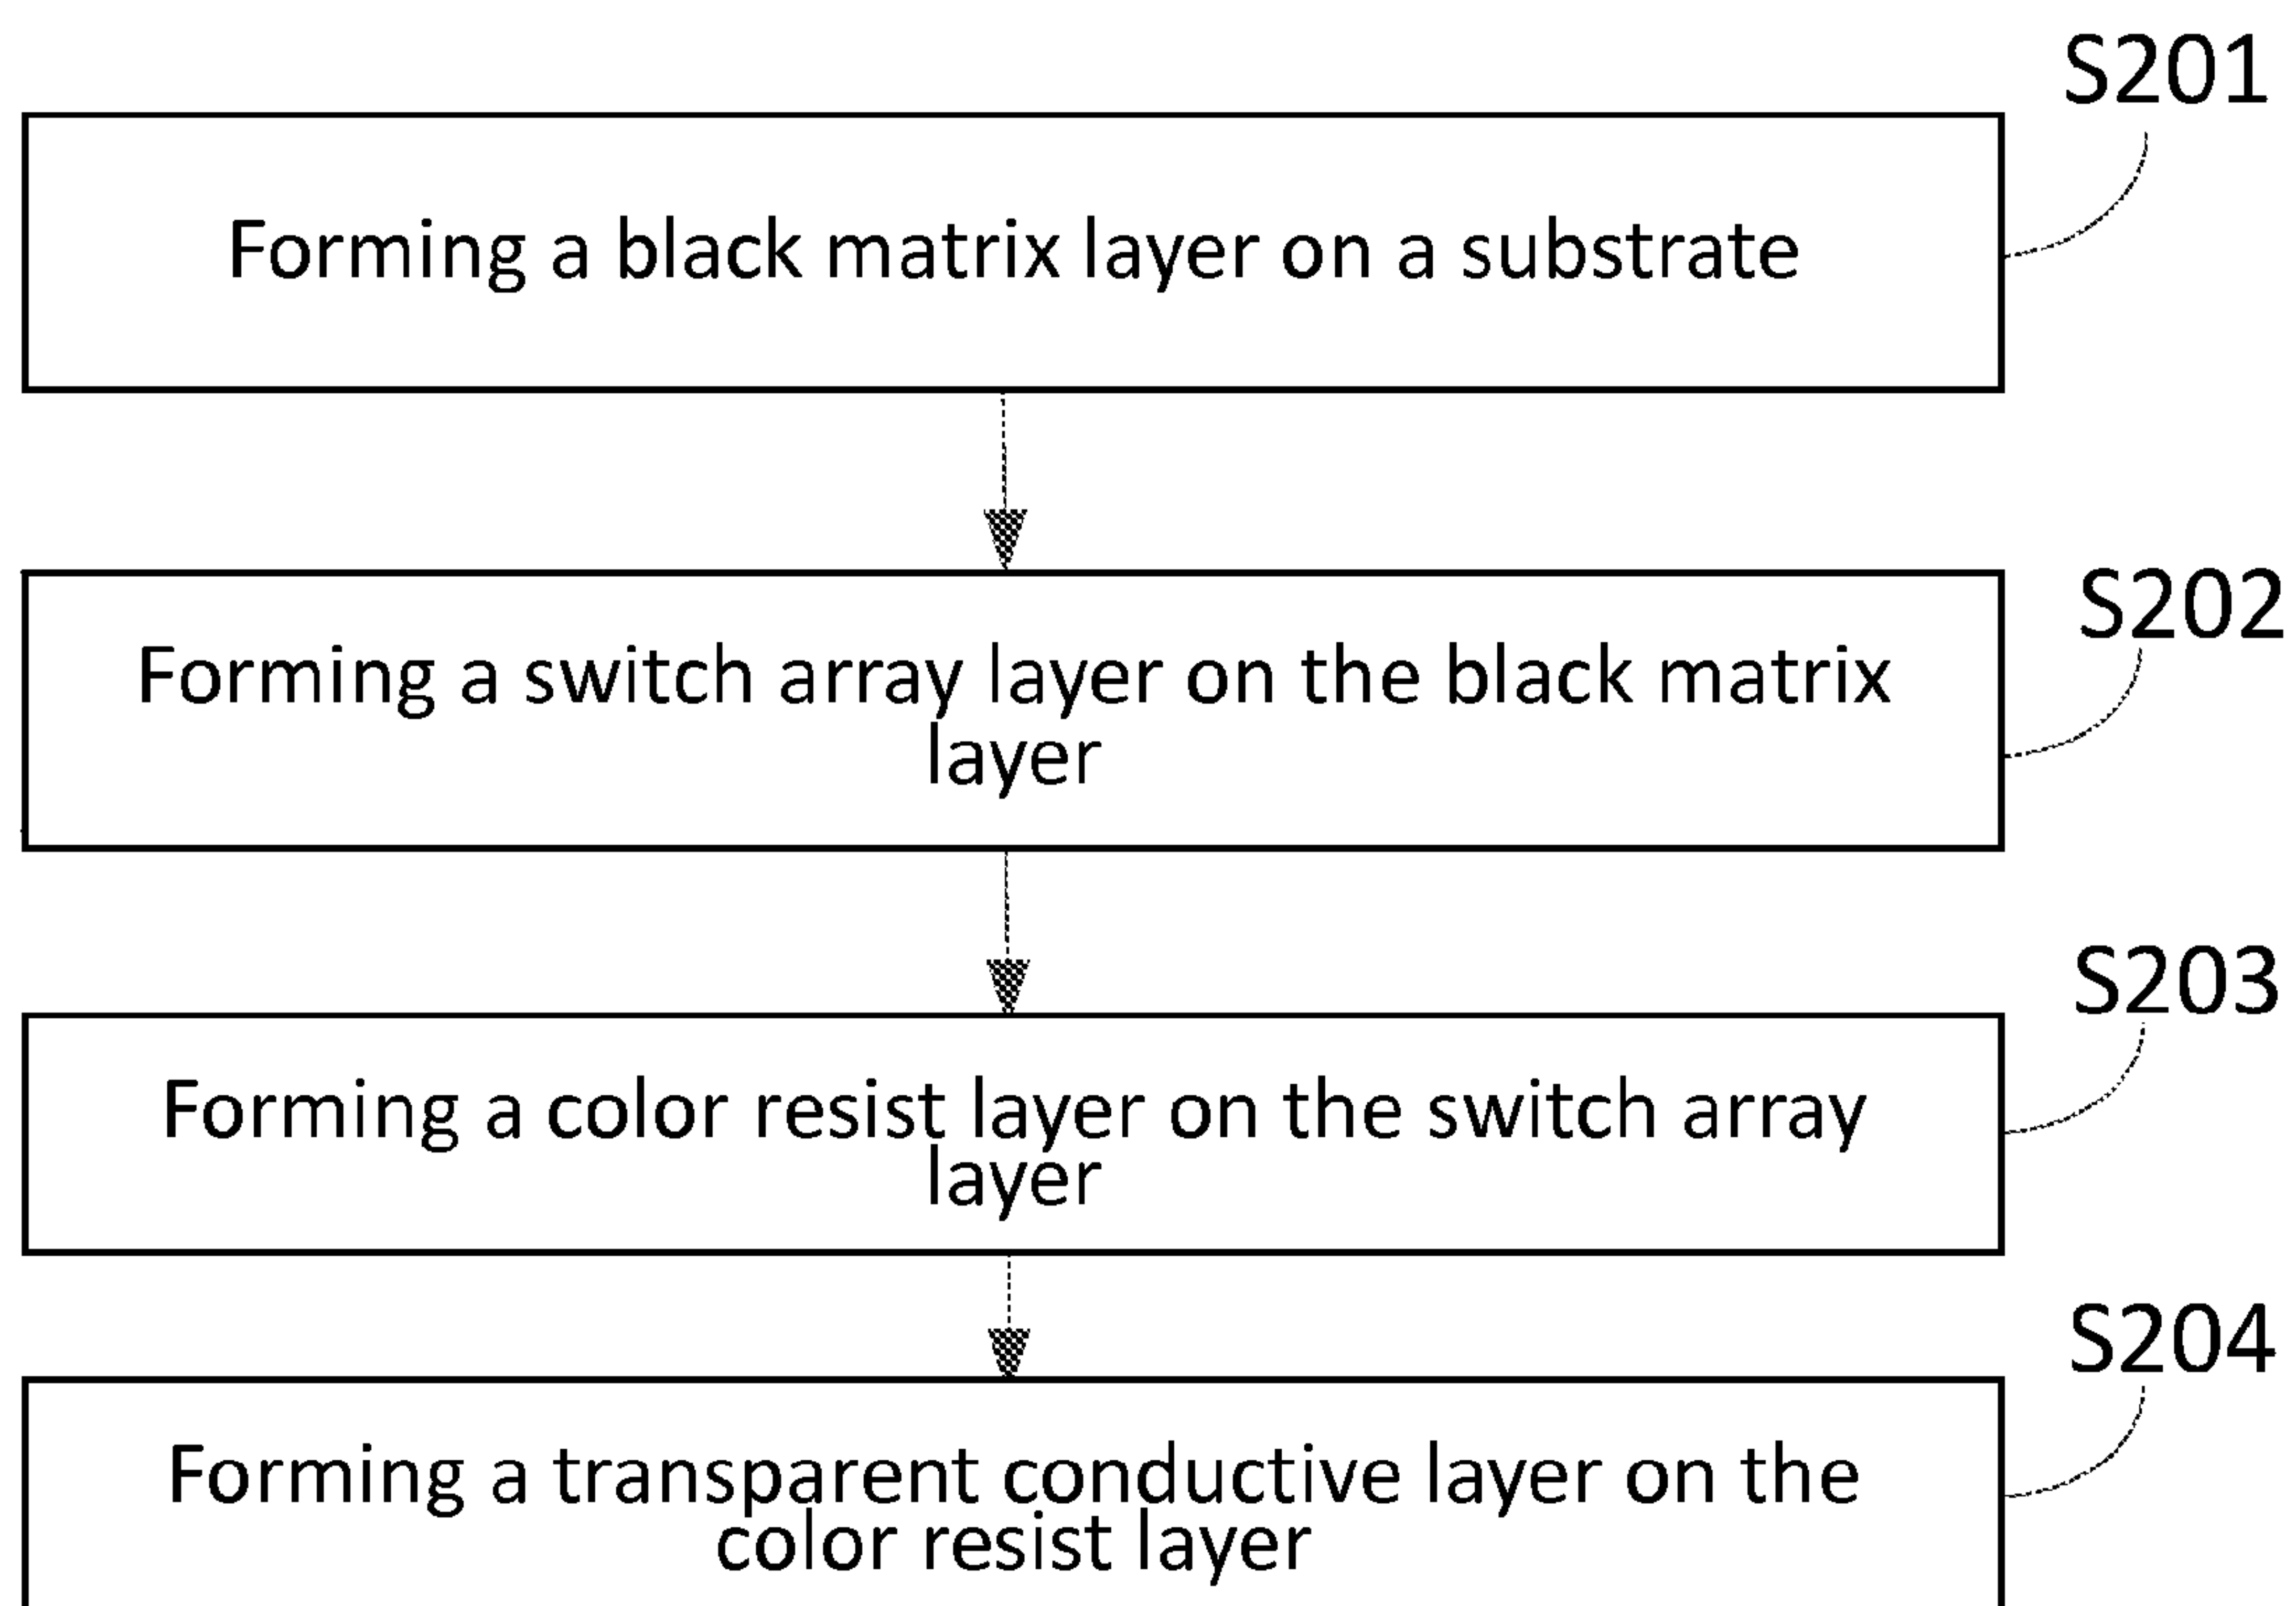 S201
Forming a black matrix layer on a substrate
S202
Forming a switch array layer on the black matrix
layer
S203
Forming a color resist layer on the switch array
layer
S204
Forming a transparent conductive layer on the
color resist layer